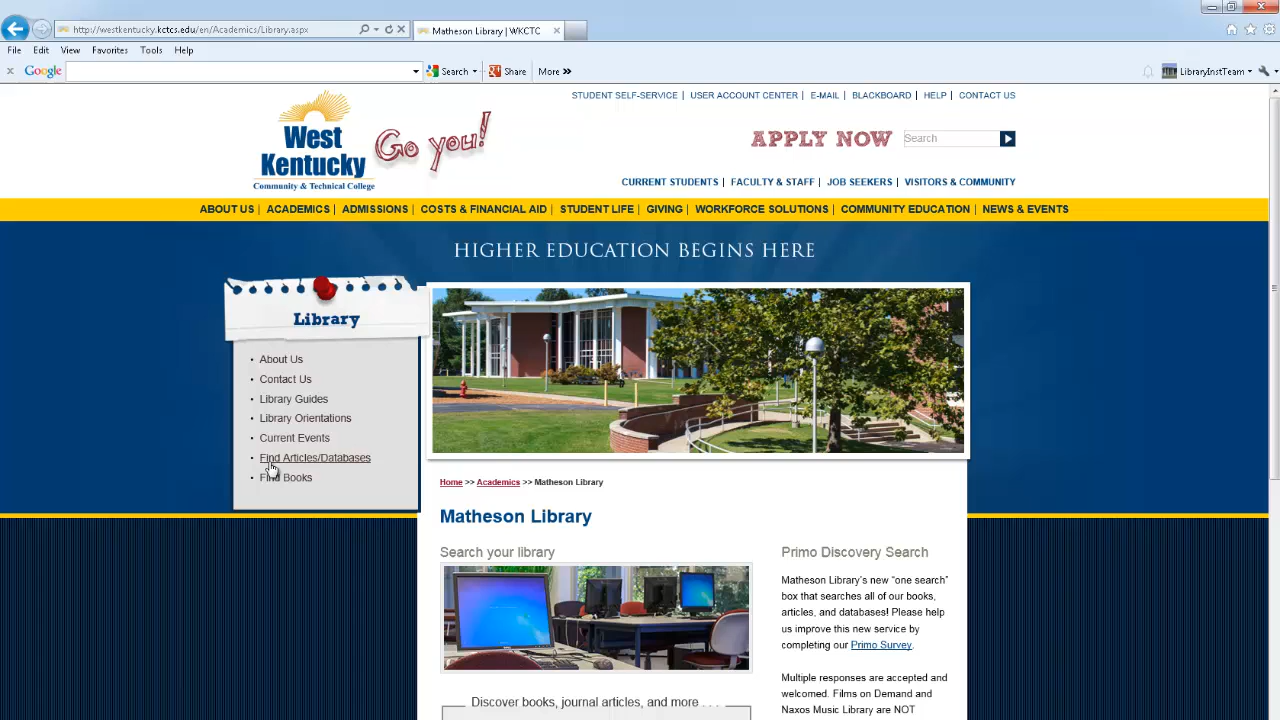 http://westkentucky.kctcs.edu/en/Academics/Library.aspx
Matheson Library | WKCTC
File Edit View Favorites Tools Help
Google Search Share More » LibraryInstTeam
STUDENT SELF-SERVICE | USER ACCOUNT CENTER | E-MAIL | BLACKBOARD | HELP | CONTACT US
West
Kentucky
Community & Technical College
Go you!
APPLY NOW
Search
CURRENT STUDENTS | FACULTY & STAFF | JOB SEEKERS | VISITORS & COMMUNITY
ABOUT US | ACADEMICS | ADMISSIONS | COSTS & FINANCIAL AID | STUDENT LIFE | GIVING | WORKFORCE SOLUTIONS | COMMUNITY EDUCATION | NEWS & EVENTS
HIGHER EDUCATION BEGINS HERE
Library
• About Us
• Contact Us
• Library Guides
• Library Orientations
• Current Events
• Find Articles/Databases
• Find Books
Home >> Academics >> Matheson Library
Matheson Library
Search your library
Discover books, journal articles, and more . . .
Primo Discovery Search
Matheson Library's new "one search"
box that searches all of our books,
articles, and databases! Please help
us improve this new service by
completing our Primo Survey.
Multiple responses are accepted and
welcomed. Films on Demand and
Naxos Music Library are NOT